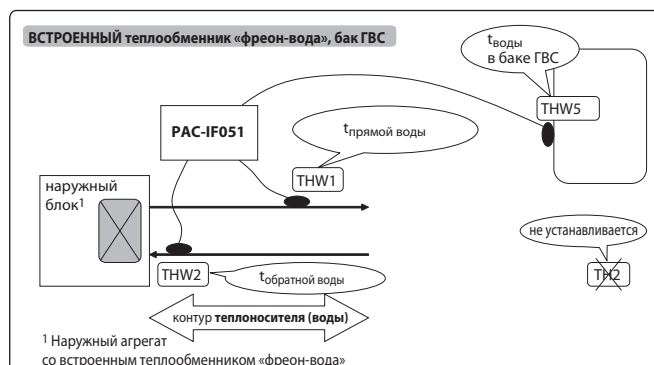 ВСТРОЕННЫЙ теплообменник «фреон-вода», бак ГВС
tводы
в баке ГВС
THW5
PAC-IF051
tпрямой воды
THW1
наружный
блок1
не устанавливается
TH2
THW2
tобратной воды
контур теплоносителя (воды)
1 Наружный агрегат
со встроенным теплообменником «фреон-вода»